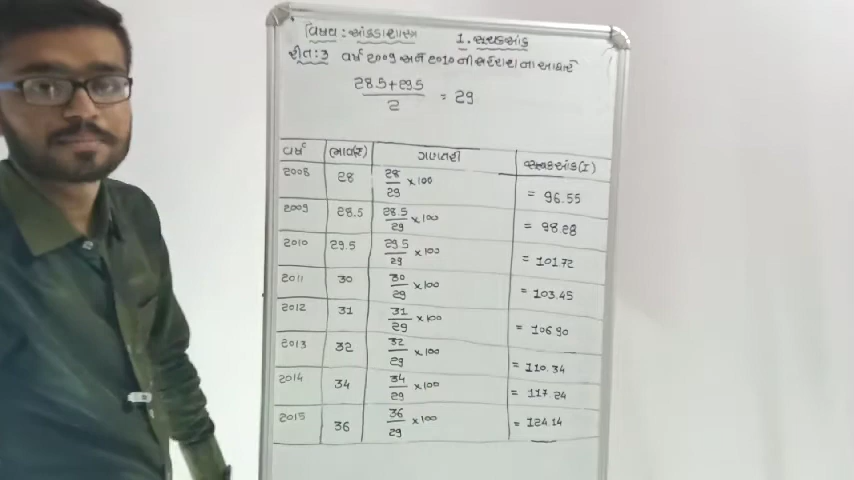 વિષય : આંકડાશાસ્ત્ર 1. સૂચકઆંક
રીત:3 વર્ષ 2009 અને 2010 ની સરેરાશ ના આધારે
28.5+29.5
2
= 29
વર્ષ (ભાવ(₹) ગણતરી સૂચકઆંક(I)
2008 28 28/29 ×100 = 96.55
2009 28.5 28.5/29 ×100 = 98.28
2010 29.5 29.5/29 ×100 = 101.72
2011 30 30/29 ×100 = 103.45
2012 31 31/29 ×100 = 106.90
2013 32 32/29 ×100 = 110.34
2014 34 34/29 ×100 = 117.24
2015 36 36/29 ×100 = 124.14